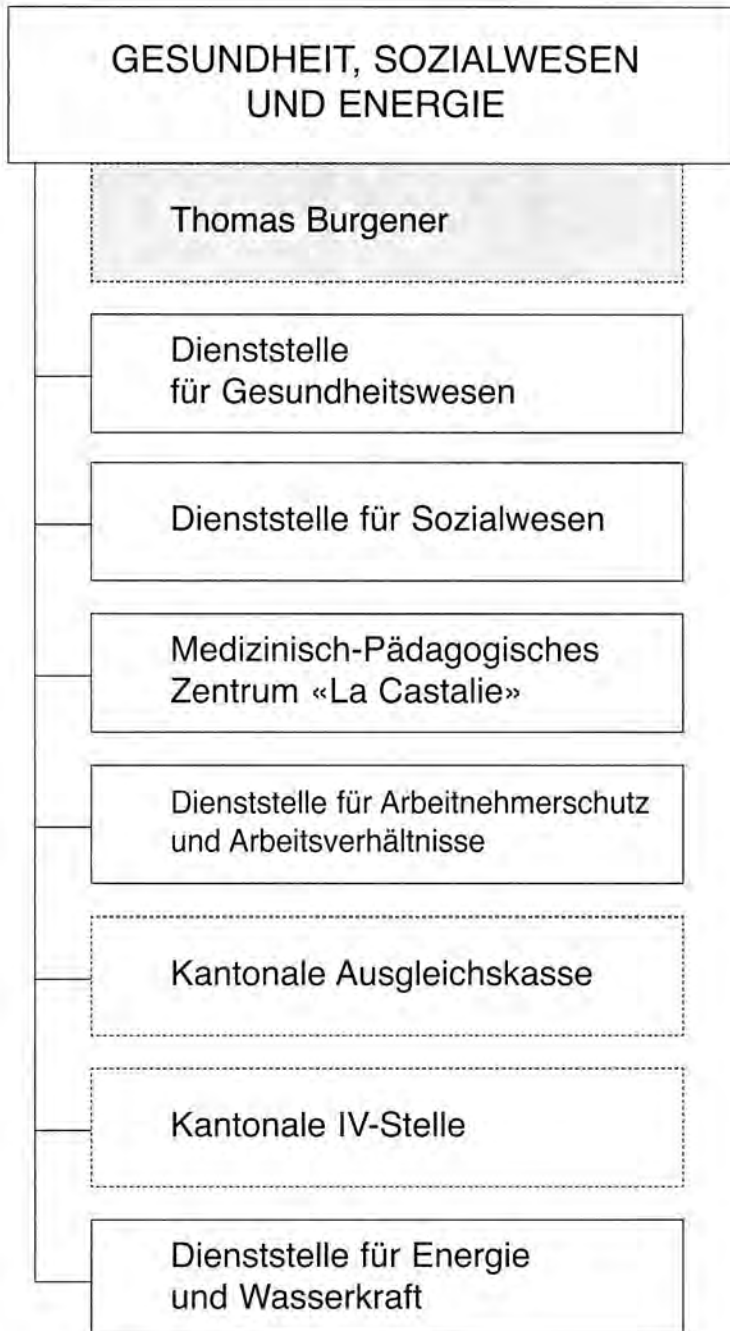 GESUNDHEIT, SOZIALWESEN
UND ENERGIE
Thomas Burgener
Dienststelle
für Gesundheitswesen
Dienststelle für Sozialwesen
Medizinisch-Pädagogisches
Zentrum «La Castalie»
Dienststelle für Arbeitnehmerschutz
und Arbeitsverhältnisse
Kantonale Ausgleichskasse
Kantonale IV-Stelle
Dienststelle für Energie
und Wasserkraft